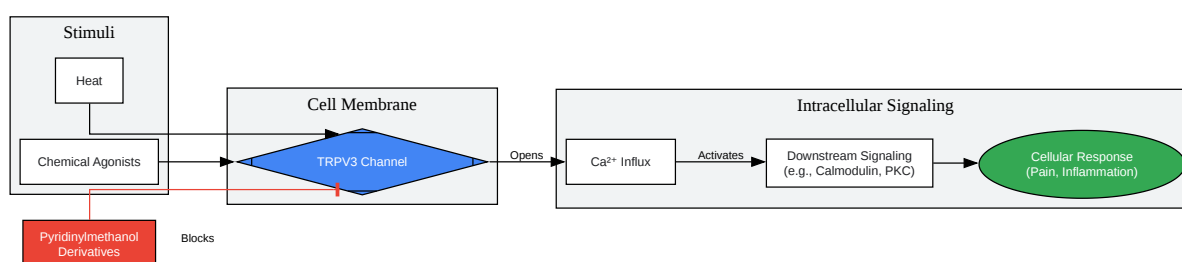 Stimuli
Heat
Chemical Agonists
Pyridinylmethanol
Derivatives
Blocks
Cell Membrane
TRPV3 Channel
Opens
Intracellular Signaling
Ca²⁺ Influx
Activates
Downstream Signaling
(e.g., Calmodulin, PKC)
Cellular Response
(Pain, Inflammation)